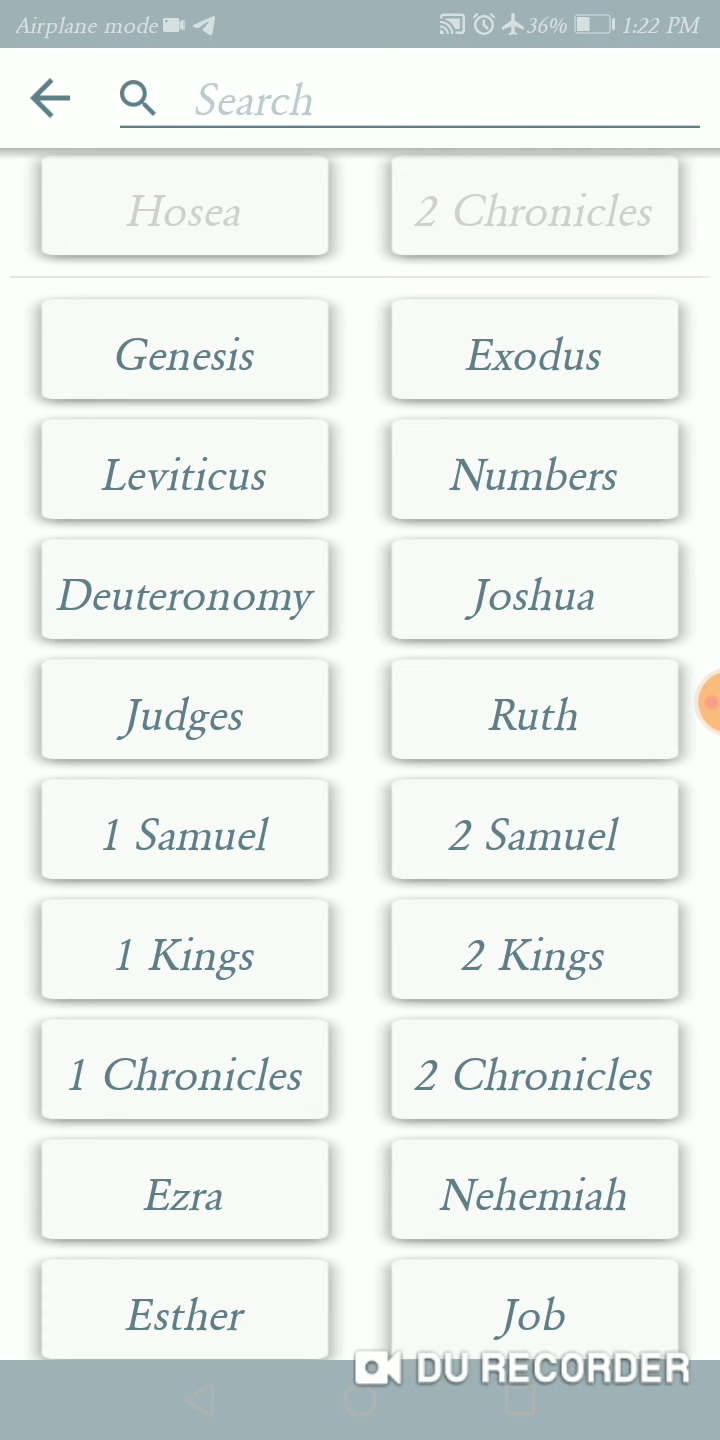 Airplane mode 36% 1:22 PM
Search
Hosea 2 Chronicles
Genesis Exodus
Leviticus Numbers
Deuteronomy Joshua
Judges Ruth
1 Samuel 2 Samuel
1 Kings 2 Kings
1 Chronicles 2 Chronicles
Ezra Nehemiah
Esther Job
DU RECORDER